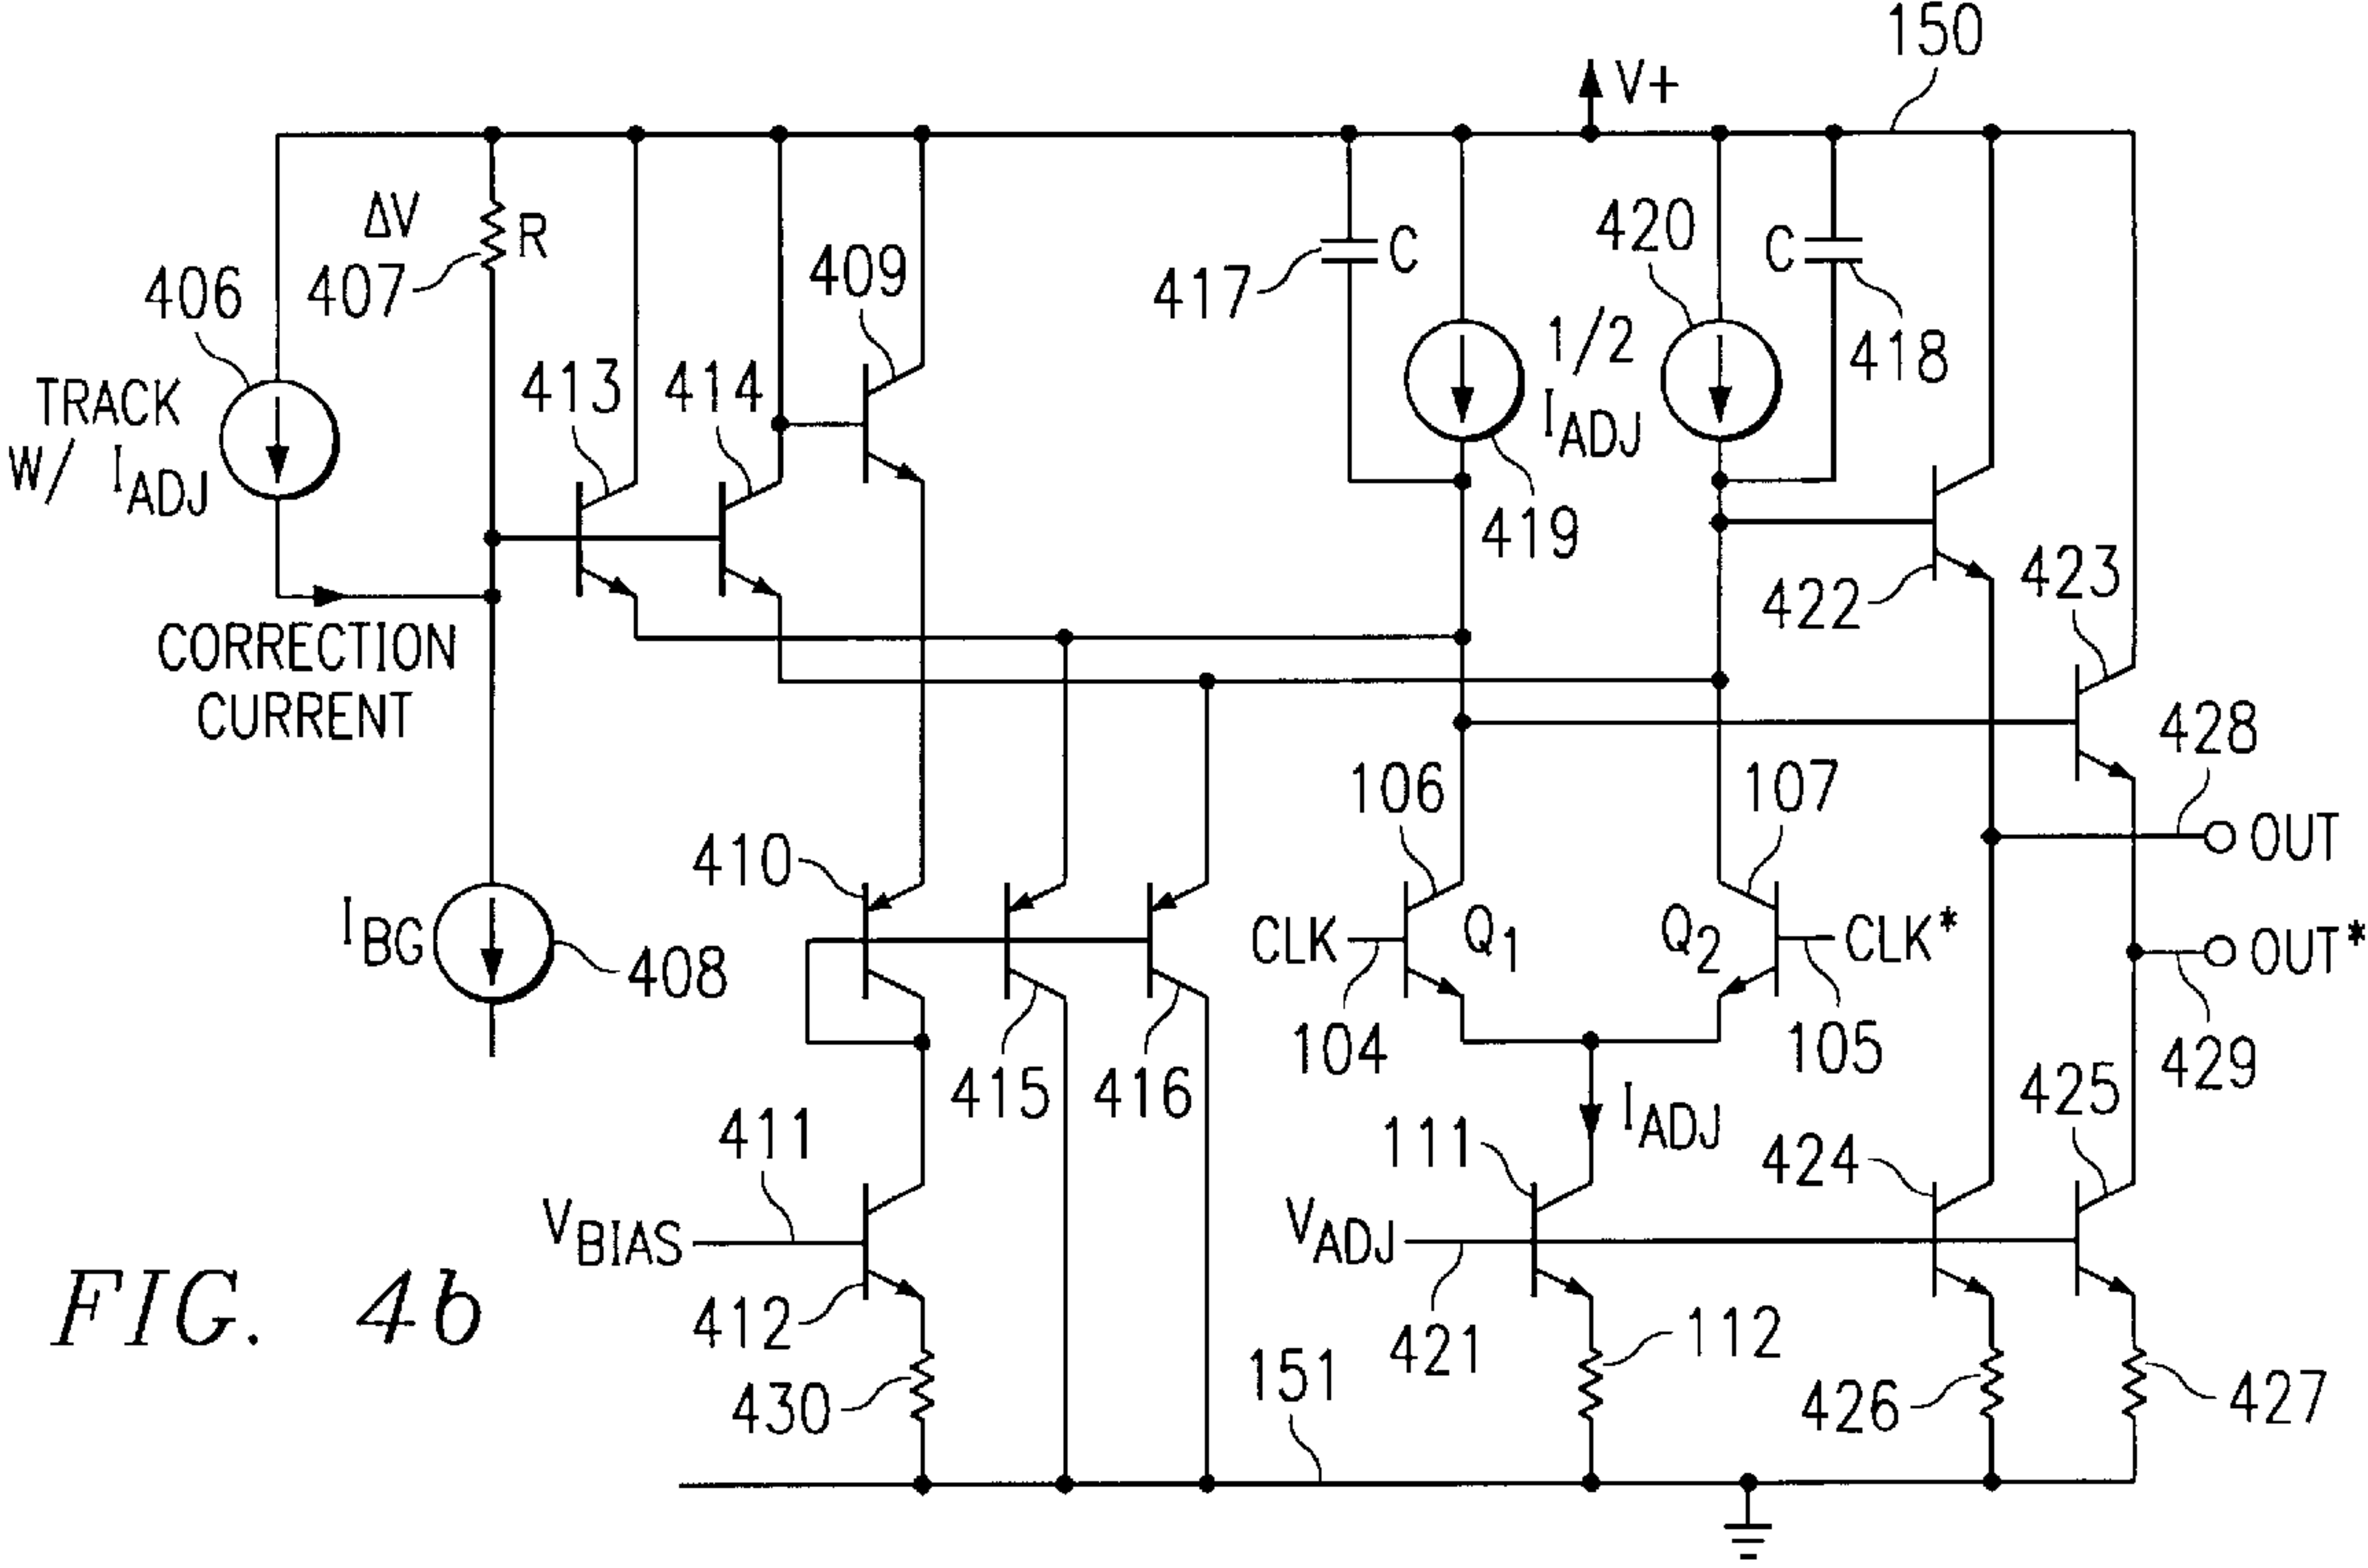 150
V+
ΔV
R
407
406
409
417
C
420
C
418
TRACK
W/ IADJ
413
414
1/2
IADJ
419
422
423
CORRECTION
CURRENT
428
106
107
410
OUT
IBG
408
CLK
Q1
Q2
CLK*
OUT*
104
105
429
415
416
425
411
IADJ
111
424
VBIAS
VADJ
FIG. 4b
412
421
112
430
151
426
427